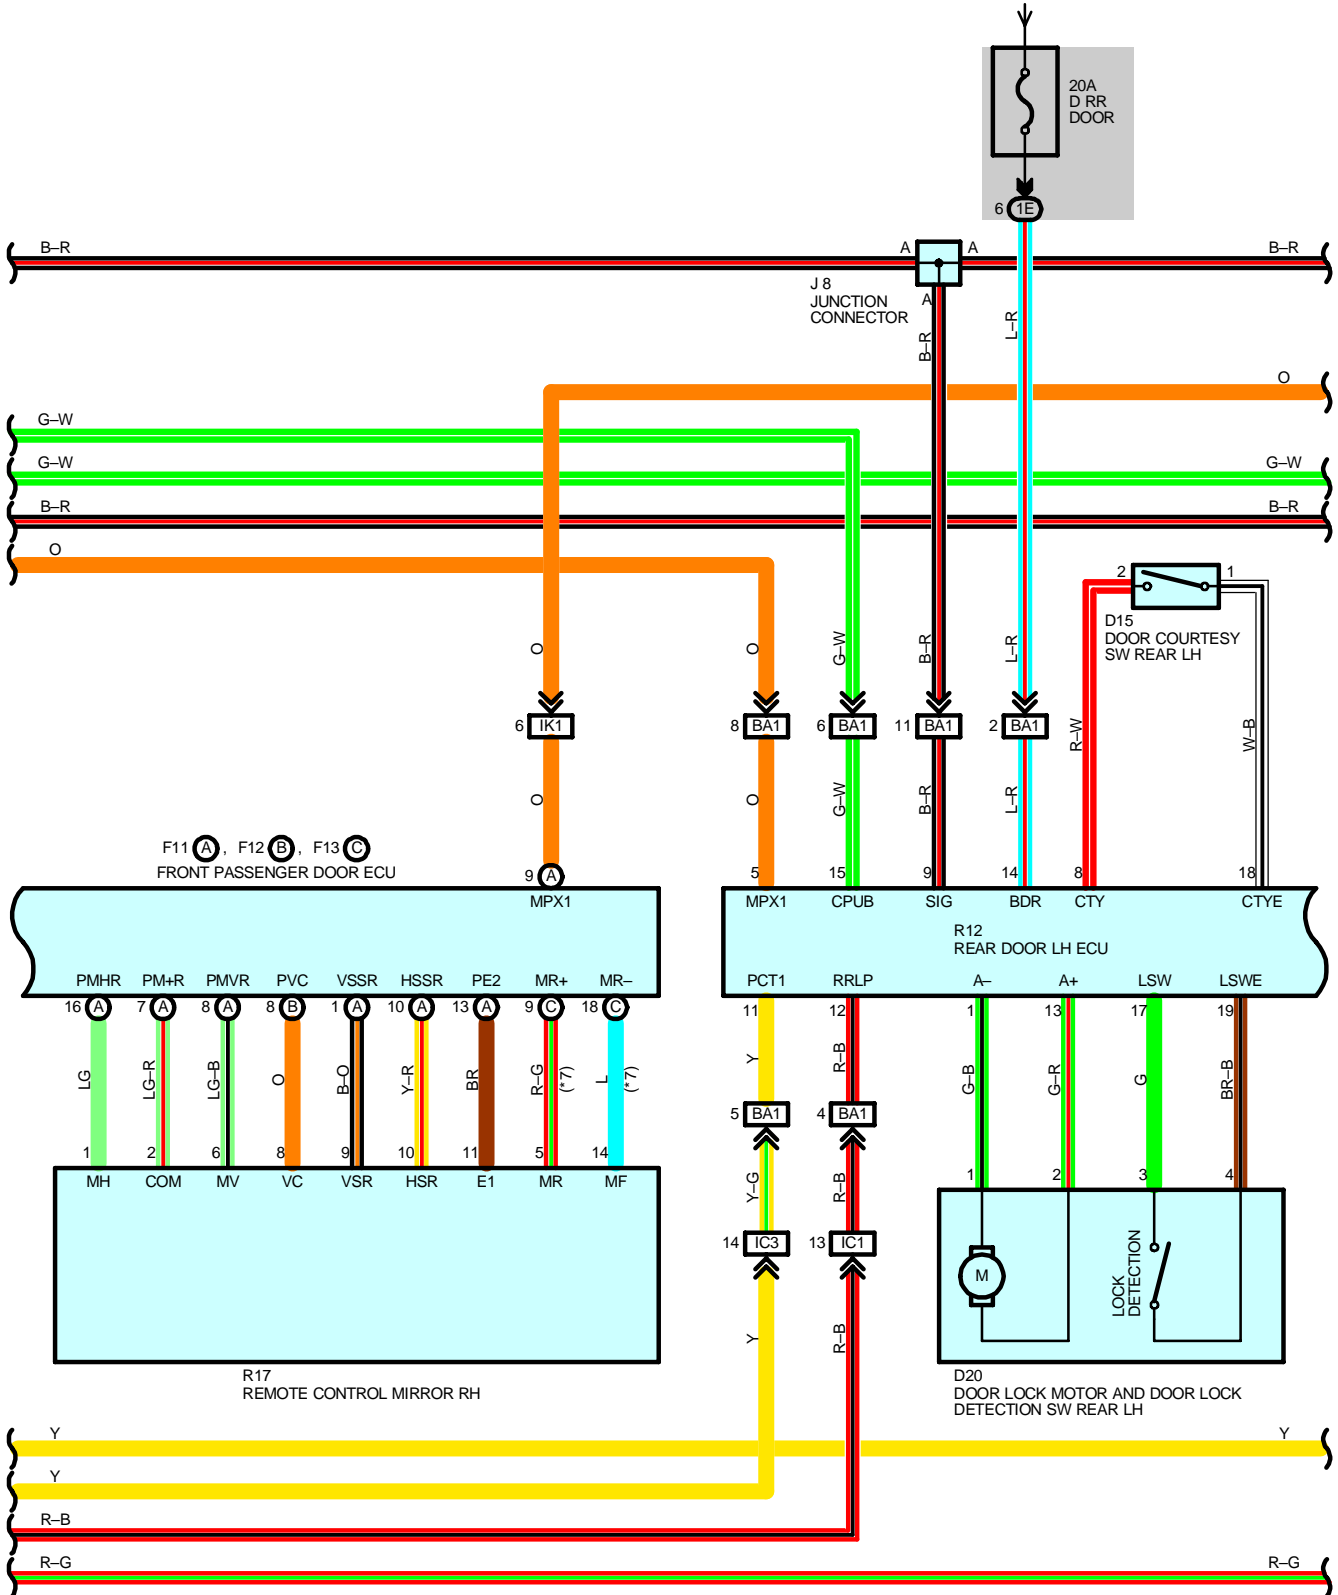 20A
D RR
DOOR
6 1E
B–R A A B–R
J 8
JUNCTION
CONNECTOR
A
B–R
L–R
O
G–W
G–W G–W
B–R B–R
O
2 1
D15
DOOR COURTESY
SW REAR LH
O O G–W B–R L–R
6 IK1 8 BA1 6 BA1 11 BA1 2 BA1
R–W W–B
O O G–W B–R L–R
F11 A , F12 B , F13 C
FRONT PASSENGER DOOR ECU
9 A 5 15 9 14 8 18
MPX1 MPX1 CPUB SIG BDR CTY CTYE
R12
REAR DOOR LH ECU
PMHR PM+R PMVR PVC VSSR HSSR PE2 MR+ MR– PCT1 RRLP A– A+ LSW LSWE
16 A 7 A 8 A 8 B 1 A 10 A 13 A 9 C 18 C 11 12 1 13 17 19
LG LG–R LG–B O B–O Y–R BR R–G (*7) L (*7) Y R–B G–B G–R G BR–B
5 BA1 4 BA1
1 2 6 8 9 10 11 5 14
MH COM MV VC VSR HSR E1 MR MF
Y–G R–B
1 2 3 4
14 IC3 13 IC1
M
LOCK
DETECTION
Y R–B
R17
REMOTE CONTROL MIRROR RH
D20
DOOR LOCK MOTOR AND DOOR LOCK
DETECTION SW REAR LH
Y Y
Y
R–B
R–G R–G